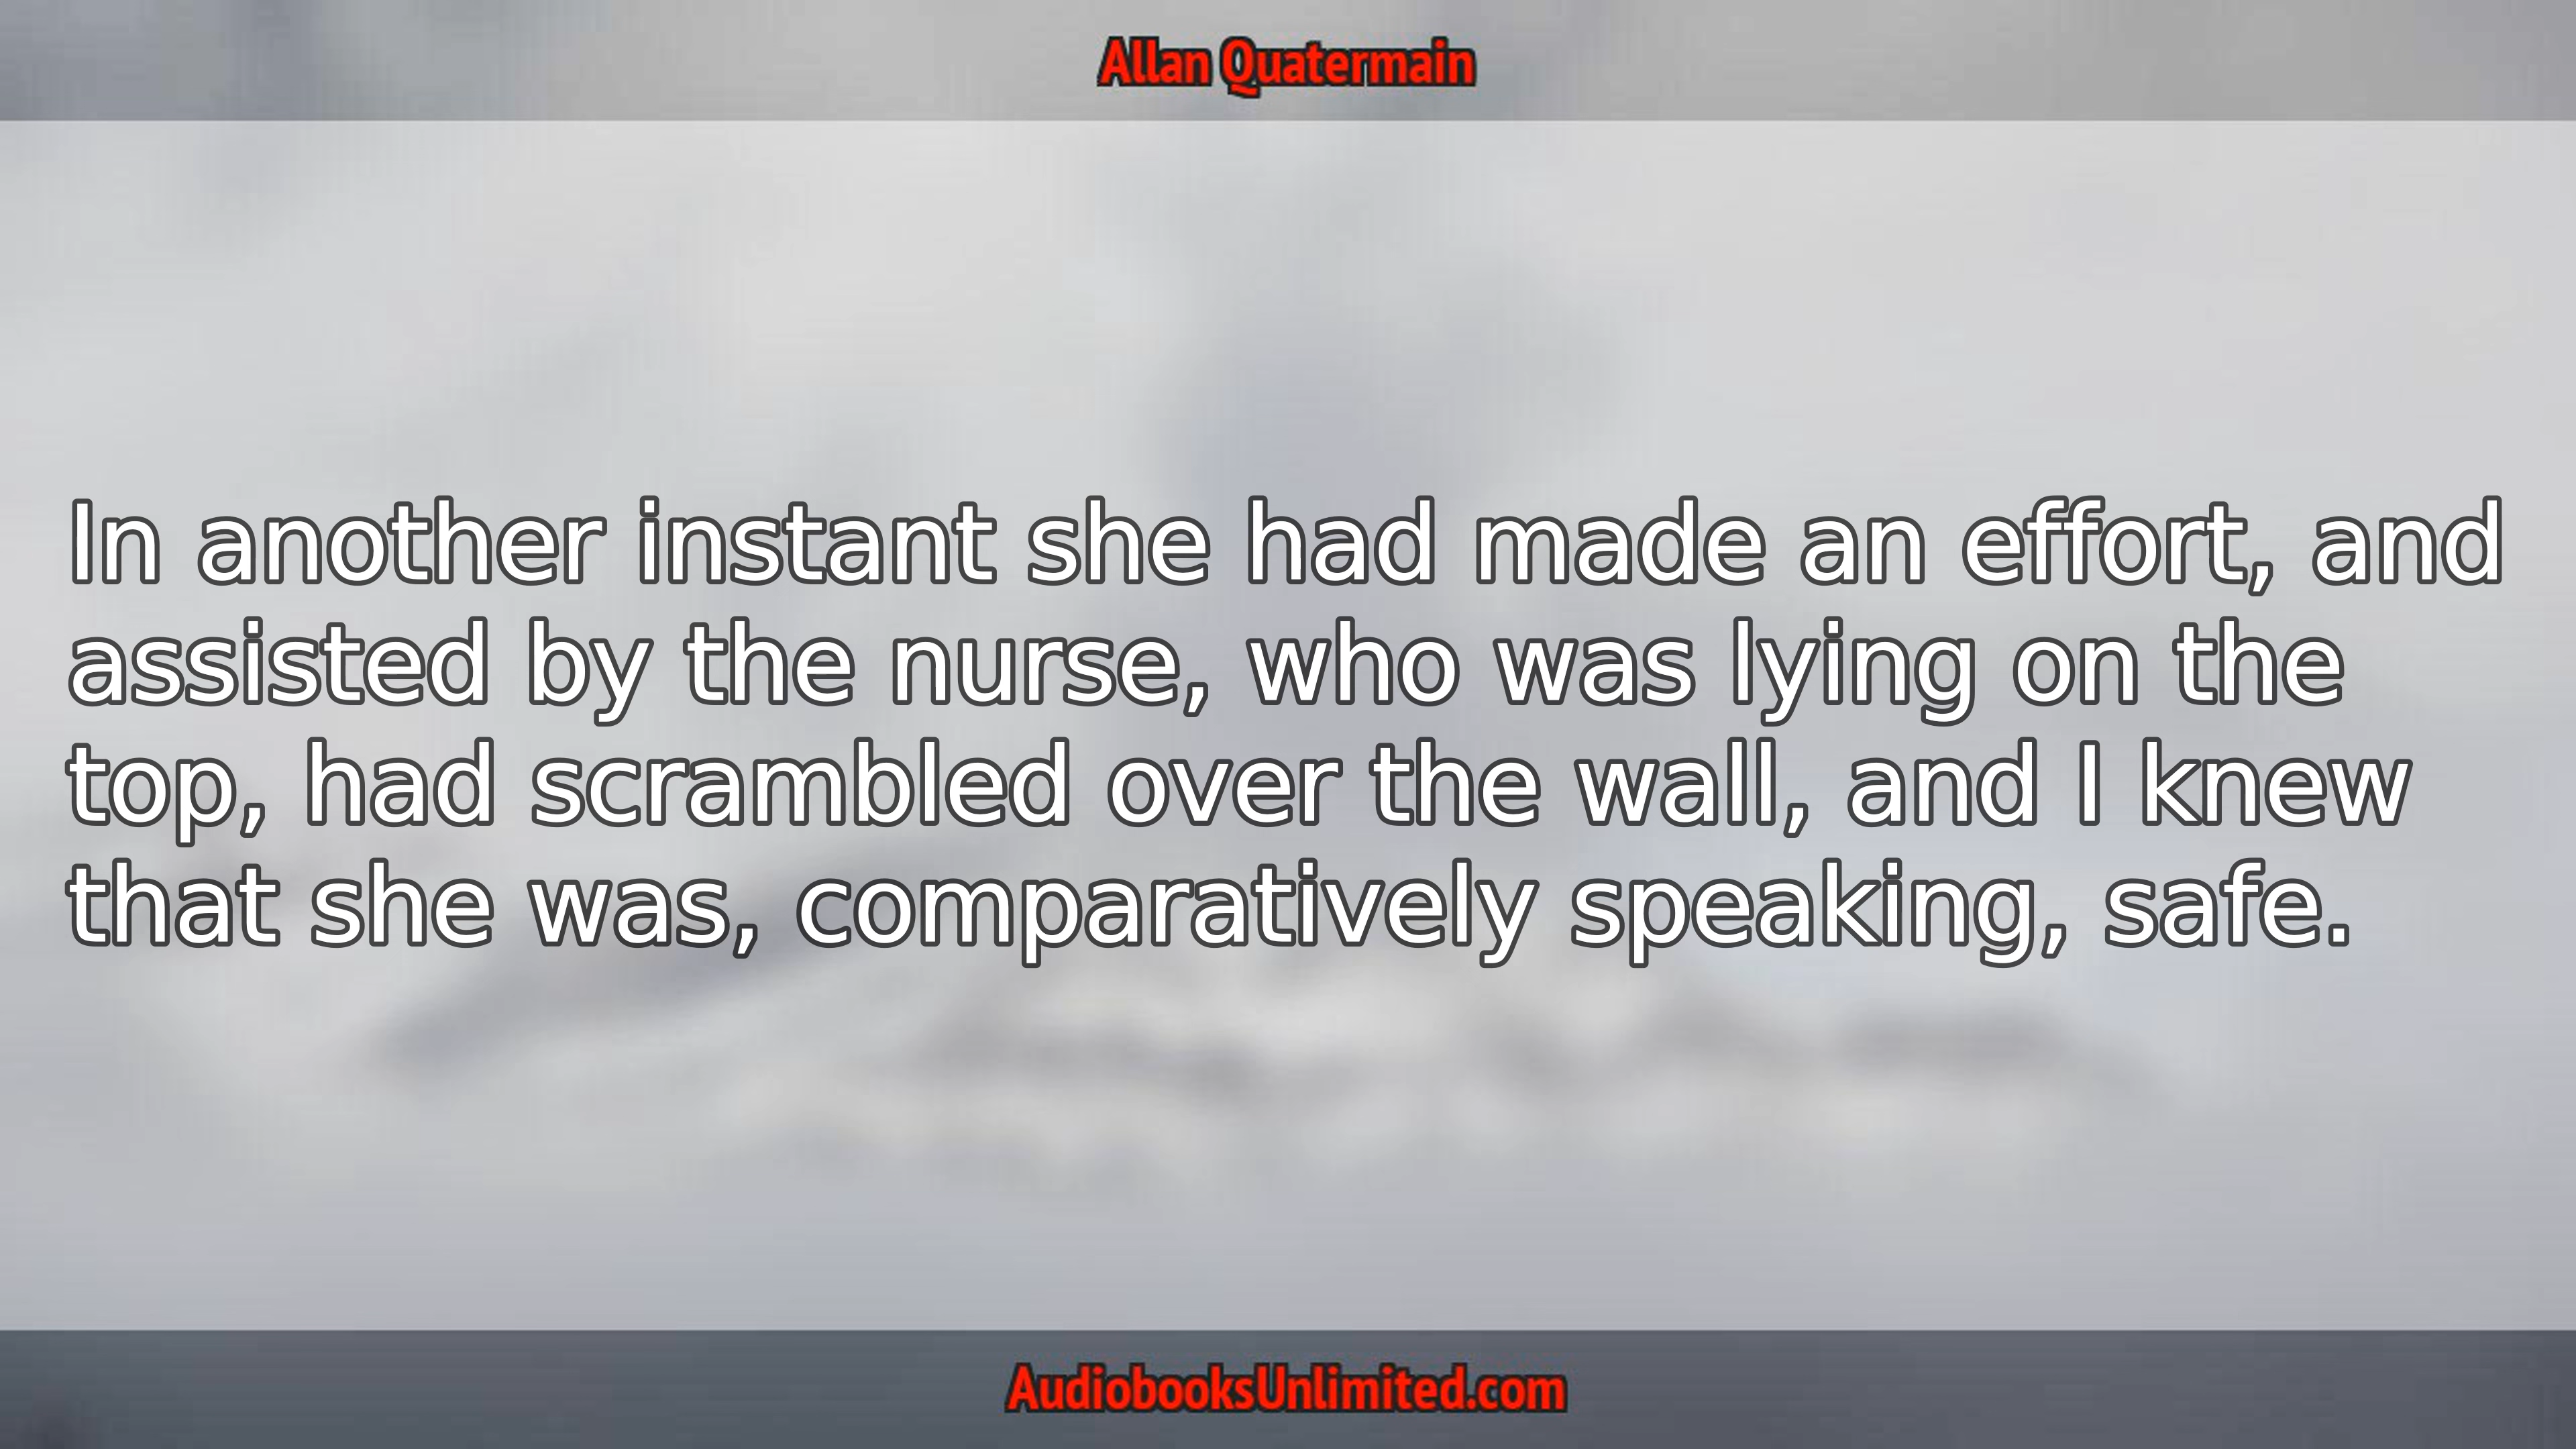 Allan Quatermain
In another instant she had made an effort, and
assisted by the nurse, who was lying on the
top, had scrambled over the wall, and I knew
that she was, comparatively speaking, safe.
AudiobooksUnlimited.com